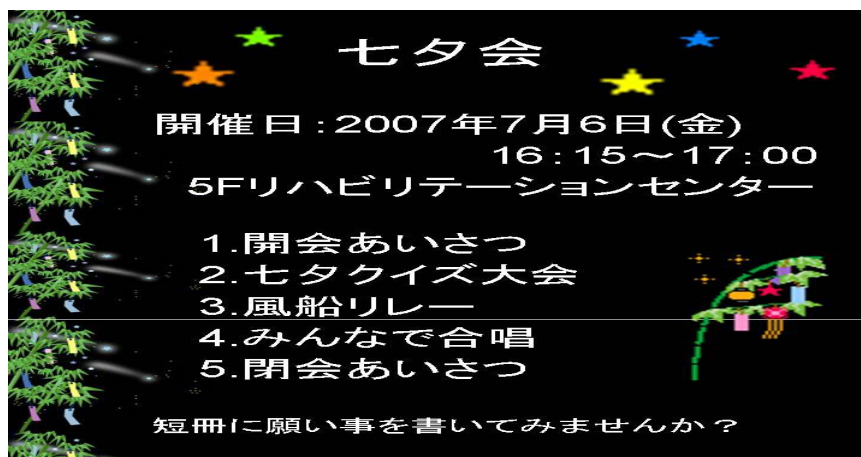 七夕会
開催日:2007年7月6日(金)
16:15～17:00
5Fリハビリテーションセンター
1.開会あいさつ
2.七夕クイズ大会
3.風船リレー
4.みんなで合唱
5.閉会あいさつ
短冊に願い事を書いてみませんか？